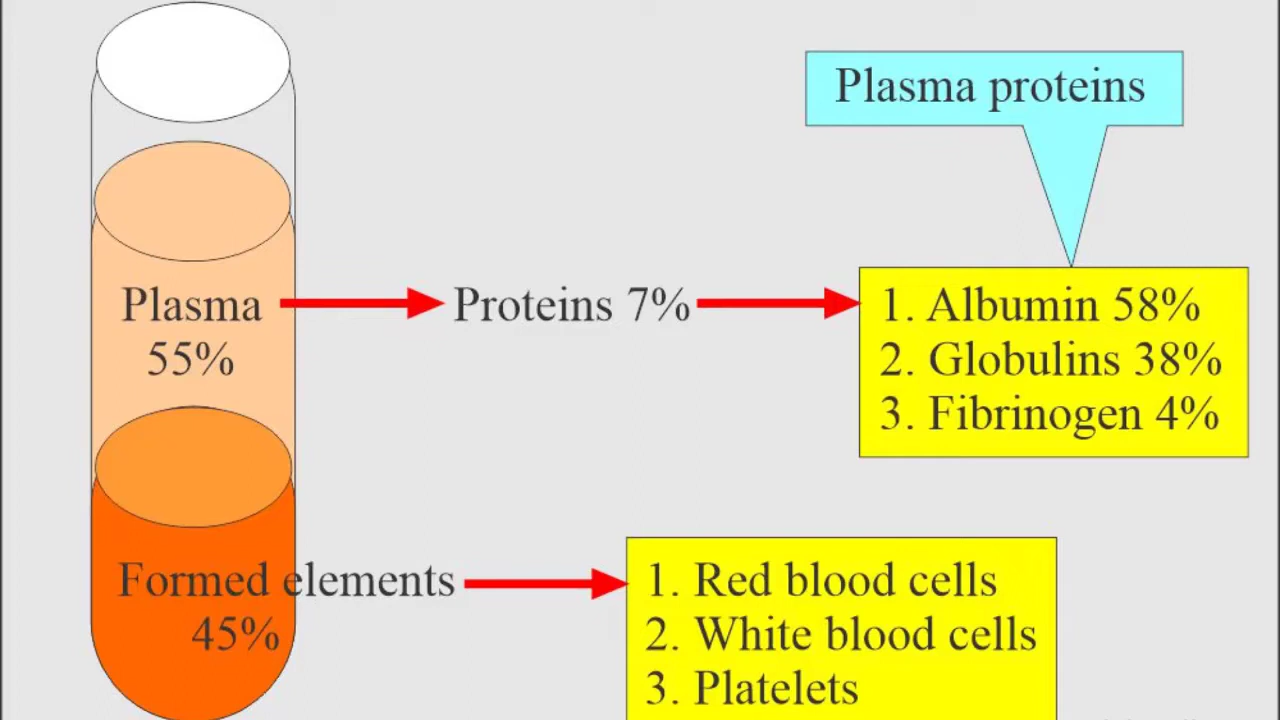 Plasma proteins
Plasma
55%
Proteins 7%
1. Albumin 58%
2. Globulins 38%
3. Fibrinogen 4%
Formed elements
45%
1. Red blood cells
2. White blood cells
3. Platelets